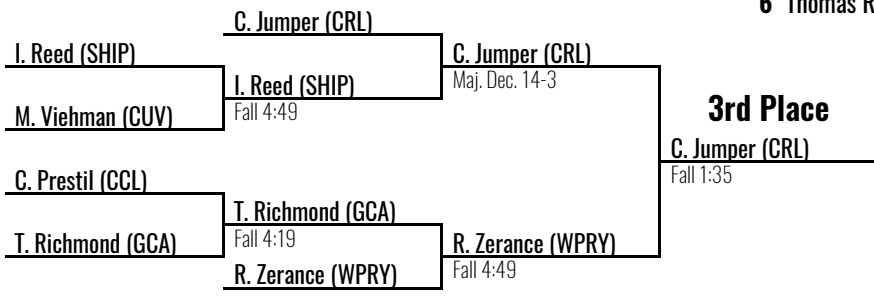 6 Thomas R
C. Jumper (CRL)
I. Reed (SHIP)
C. Jumper (CRL)
I. Reed (SHIP)
Maj. Dec. 14-3
M. Viehman (CUV)
Fall 4:49
3rd Place
C. Jumper (CRL)
Fall 1:35
C. Prestil (CCL)
T. Richmond (GCA)
T. Richmond (GCA)
Fall 4:19
R. Zerance (WPRY)
R. Zerance (WPRY)
Fall 4:49